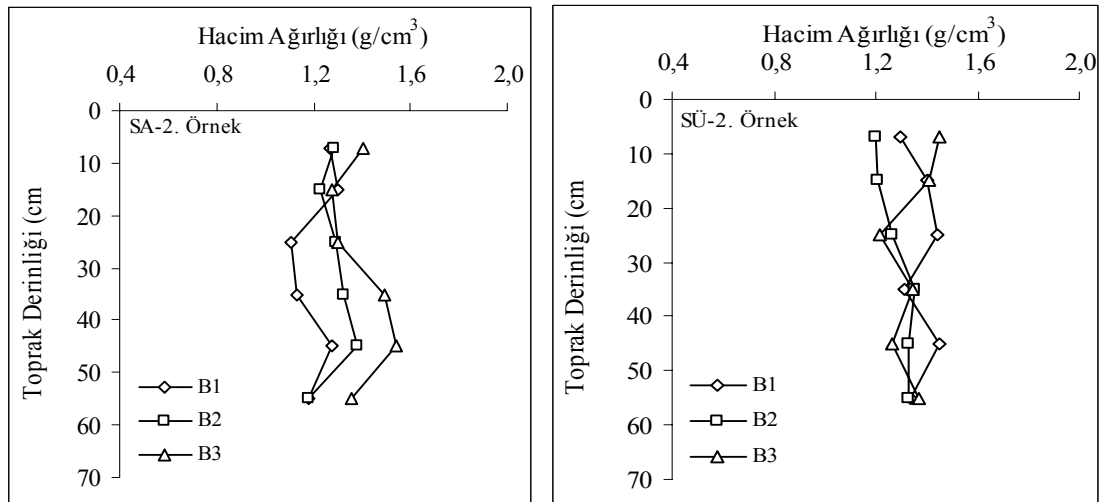 Hacim Ağırlığı (g/cm³)
0,4 0,8 1,2 1,6 2,0
0
10
20
30
40
50
60
70
Toprak Derinliği (cm
SA-2. Örnek
B1
B2
B3
Hacim Ağırlığı (g/cm³)
0,4 0,8 1,2 1,6 2,0
0
10
20
30
40
50
60
70
Toprak Derinliği (cm
SÜ-2. Örnek
B1
B2
B3